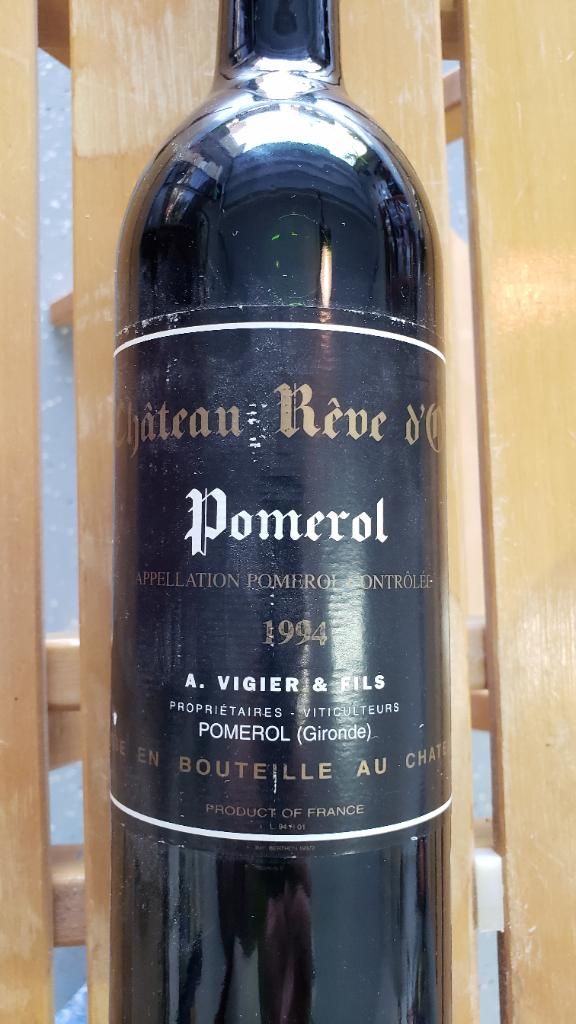 Château Rêve d'O
Pomerol
APPELLATION POMEROL CONTRÔLÉE
1994
A. VIGIER & FILS
PROPRIÉTAIRES - VITICULTEURS
POMEROL (Gironde)
EN BOUTEILLE AU CHATE
PRODUCT OF FRANCE